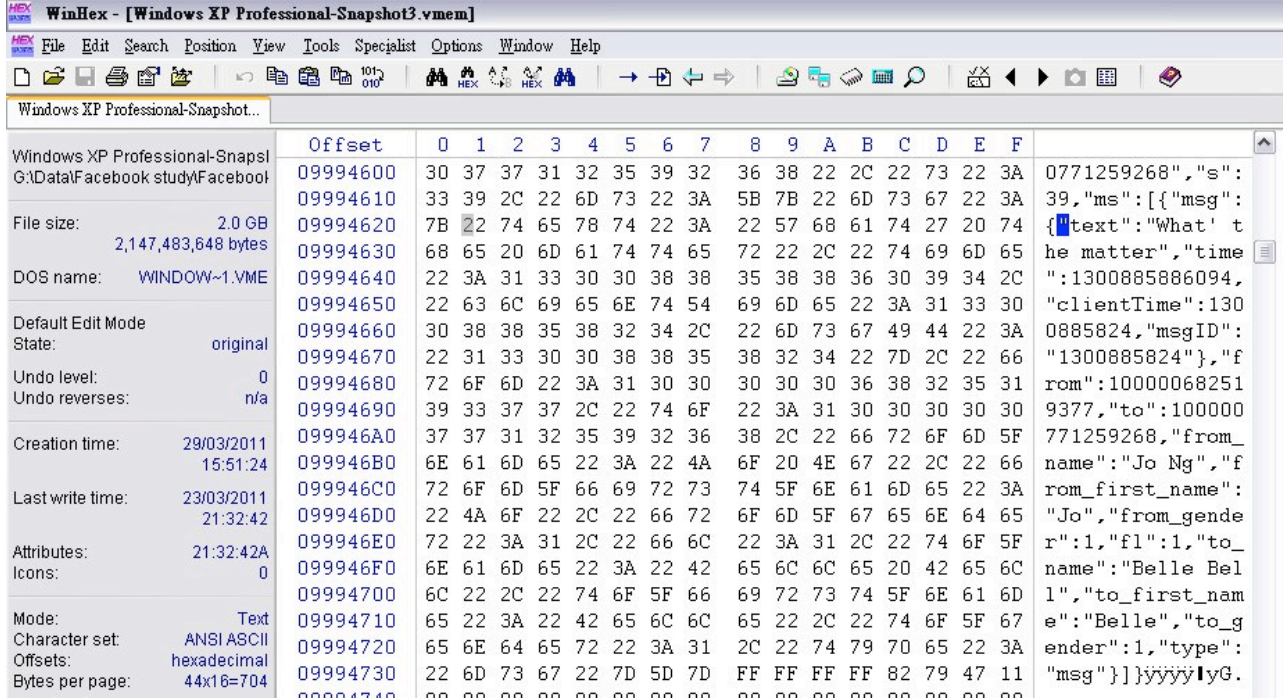 WinHex - [Windows XP Professional-Snapshot3.vmem]
File Edit Search Position View Tools Specialist Options Window Help
Windows XP Professional-Snapshot...
Windows XP Professional-Snapsl
G:\Data\Facebook study\Facebool
File size: 2.0 GB
2,147,483,648 bytes
DOS name: WINDOW~1.VME
Default Edit Mode
State: original
Undo level: 0
Undo reverses: n/a
Creation time: 29/03/2011
15:51:24
Last write time: 23/03/2011
21:32:42
Attributes: 21:32:42A
Icons: 0
Mode: Text
Character set: ANSI ASCII
Offsets: hexadecimal
Bytes per page: 44x16=704
Offset 0 1 2 3 4 5 6 7 8 9 A B C D E F
09994600 30 37 37 31 32 35 39 32 36 38 22 2C 22 73 22 3A 0771259268","s":
09994610 33 39 2C 22 6D 73 22 3A 5B 7B 22 6D 73 67 22 3A 39,"ms":[{"msg":
09994620 7B 22 74 65 78 74 22 3A 22 57 68 61 74 27 20 74 {"text":"What' t
09994630 68 65 20 6D 61 74 74 65 72 22 2C 22 74 69 6D 65 he matter","time
09994640 22 3A 31 33 30 30 38 38 35 38 38 36 30 39 34 2C ":1300885886094,
09994650 22 63 6C 69 65 6E 74 54 69 6D 65 22 3A 31 33 30 "clientTime":130
09994660 30 38 38 35 38 32 34 2C 22 6D 73 67 49 44 22 3A 0885824,"msgID":
09994670 22 31 33 30 30 38 38 35 38 32 34 22 7D 2C 22 66 "1300885824"},"f
09994680 72 6F 6D 22 3A 31 30 30 30 30 30 36 38 32 35 31 rom":10000068251
09994690 39 33 37 37 2C 22 74 6F 22 3A 31 30 30 30 30 30 9377,"to":100000
099946A0 37 37 31 32 35 39 32 36 38 2C 22 66 72 6F 6D 5F 771259268,"from_
099946B0 6E 61 6D 65 22 3A 22 4A 6F 20 4E 67 22 2C 22 66 name":"Jo Ng","f
099946C0 72 6F 6D 5F 66 69 72 73 74 5F 6E 61 6D 65 22 3A rom_first_name":
099946D0 22 4A 6F 22 2C 22 66 72 6F 6D 5F 67 65 6E 64 65 "Jo","from_gende
099946E0 72 22 3A 31 2C 22 66 6C 22 3A 31 2C 22 74 6F 5F r":1,"fl":1,"to_
099946F0 6E 61 6D 65 22 3A 22 42 65 6C 6C 65 20 42 65 6C name":"Belle Bel
09994700 6C 22 2C 22 74 6F 5F 66 69 72 73 74 5F 6E 61 6D l","to_first_nam
09994710 65 22 3A 22 42 65 6C 6C 65 22 2C 22 74 6F 5F 67 e":"Belle","to_g
09994720 65 6E 64 65 72 22 3A 31 2C 22 74 79 70 65 22 3A ender":1,"type":
09994730 22 6D 73 67 22 7D 5D 7D FF FF FF FF 82 79 47 11 "msg"}]}ÿÿÿÿ yG.